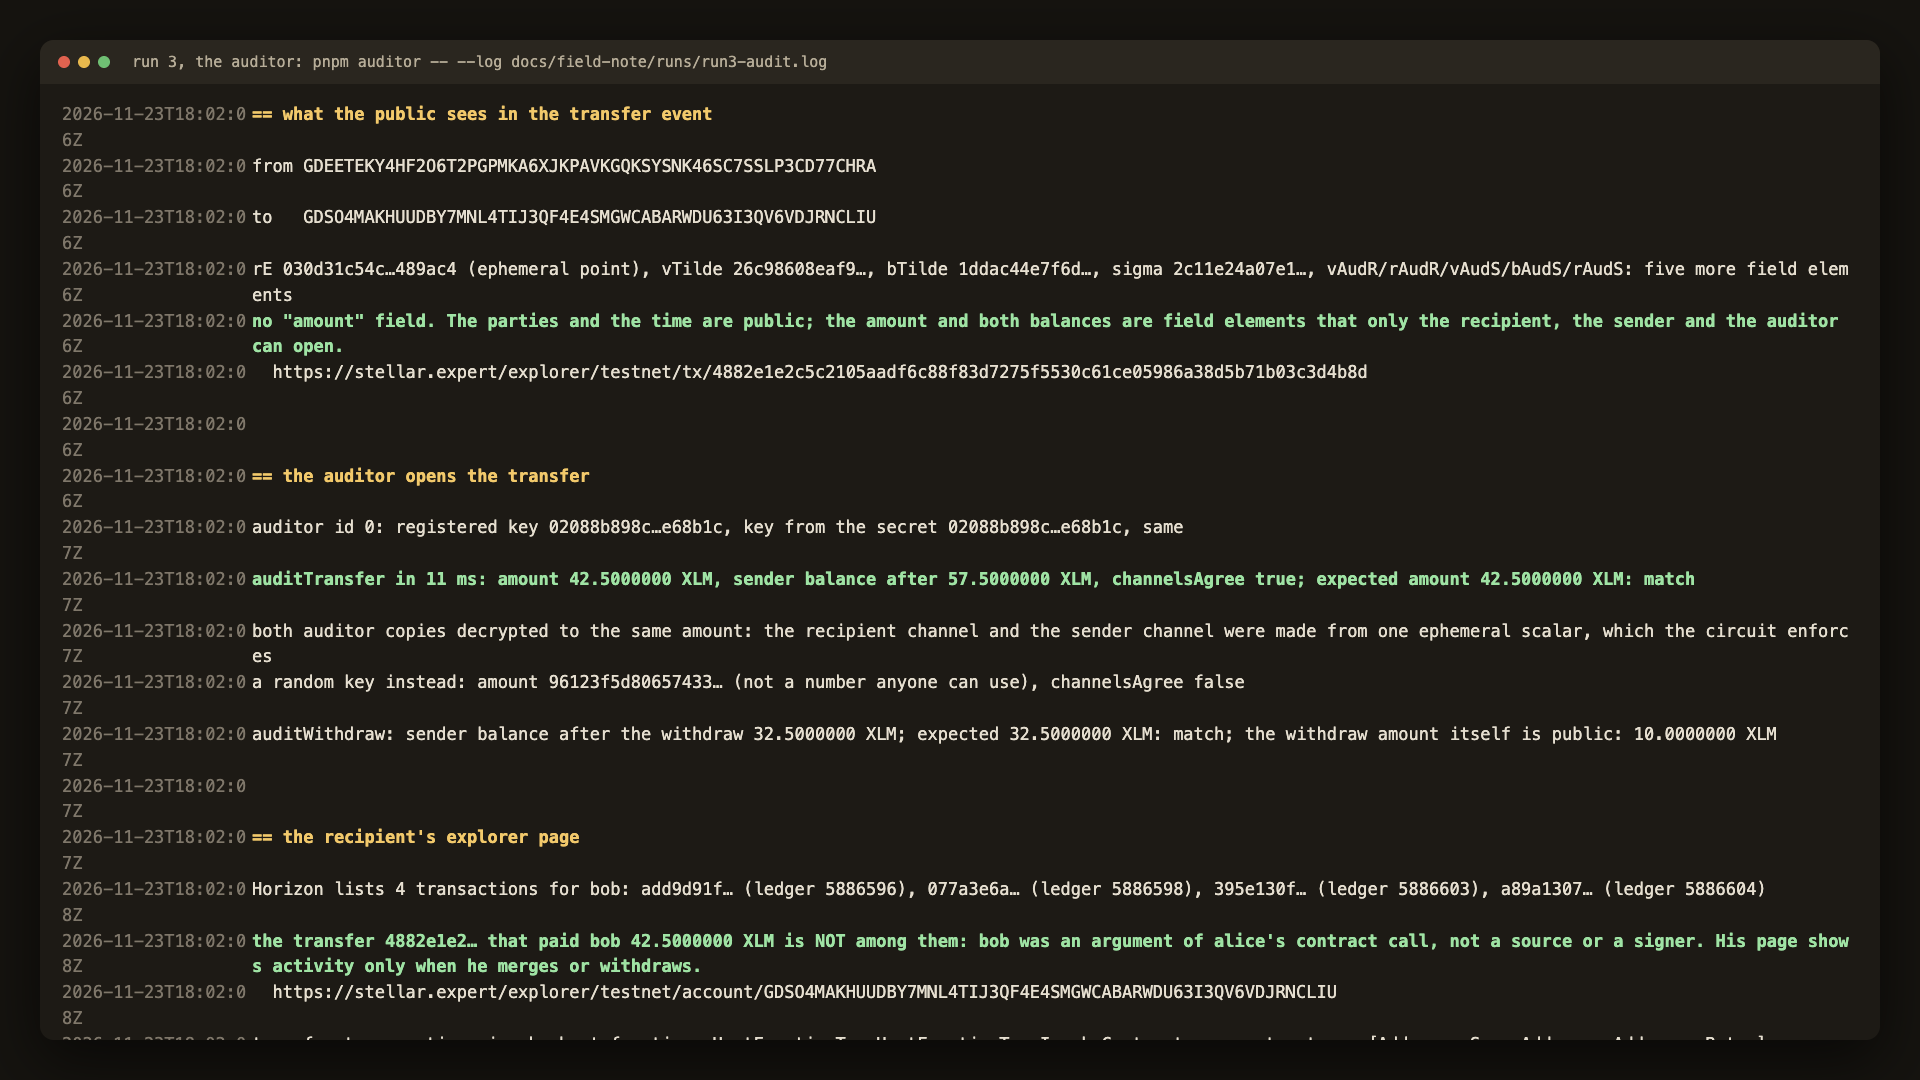 run 3, the auditor: pnpm auditor -- --log docs/field-note/runs/run3-audit.log
2026-11-23T18:02:0 == what the public sees in the transfer event
6Z
2026-11-23T18:02:0 from GDEETEKY4HF2O6T2PGPMKA6XJKPAVKGQKSYSNK46SC7SSLP3CD77CHRA
6Z
2026-11-23T18:02:0 to   GDSO4MAKHUUDBY7MNL4TIJ3QF4E4SMGWCABARWDU63I3QV6VDJRNCLIU
6Z
2026-11-23T18:02:0 rE 030d31c54c…489ac4 (ephemeral point), vTilde 26c98608eaf9…, bTilde 1ddac44e7f6d…, sigma 2c11e24a07e1…, vAudR/rAudR/vAudS/bAudS/rAudS: five more field elem
6Z ents
2026-11-23T18:02:0 no "amount" field. The parties and the time are public; the amount and both balances are field elements that only the recipient, the sender and the auditor
6Z can open.
2026-11-23T18:02:0   https://stellar.expert/explorer/testnet/tx/4882e1e2c5c2105aadf6c88f83d7275f5530c61ce05986a38d5b71b03c3d4b8d
6Z
2026-11-23T18:02:0
6Z
2026-11-23T18:02:0 == the auditor opens the transfer
6Z
2026-11-23T18:02:0 auditor id 0: registered key 02088b898c…e68b1c, key from the secret 02088b898c…e68b1c, same
7Z
2026-11-23T18:02:0 auditTransfer in 11 ms: amount 42.5000000 XLM, sender balance after 57.5000000 XLM, channelsAgree true; expected amount 42.5000000 XLM: match
7Z
2026-11-23T18:02:0 both auditor copies decrypted to the same amount: the recipient channel and the sender channel were made from one ephemeral scalar, which the circuit enforc
7Z es
2026-11-23T18:02:0 a random key instead: amount 96123f5d80657433… (not a number anyone can use), channelsAgree false
7Z
2026-11-23T18:02:0 auditWithdraw: sender balance after the withdraw 32.5000000 XLM; expected 32.5000000 XLM: match; the withdraw amount itself is public: 10.0000000 XLM
7Z
2026-11-23T18:02:0
7Z
2026-11-23T18:02:0 == the recipient's explorer page
7Z
2026-11-23T18:02:0 Horizon lists 4 transactions for bob: add9d91f… (ledger 5886596), 077a3e6a… (ledger 5886598), 395e130f… (ledger 5886603), a89a1307… (ledger 5886604)
8Z
2026-11-23T18:02:0 the transfer 4882e1e2… that paid bob 42.5000000 XLM is NOT among them: bob was an argument of alice's contract call, not a source or a signer. His page show
8Z s activity only when he merges or withdraws.
2026-11-23T18:02:0   https://stellar.expert/explorer/testnet/account/GDSO4MAKHUUDBY7MNL4TIJ3QF4E4SMGWCABARWDU63I3QV6VDJRNCLIU
8Z